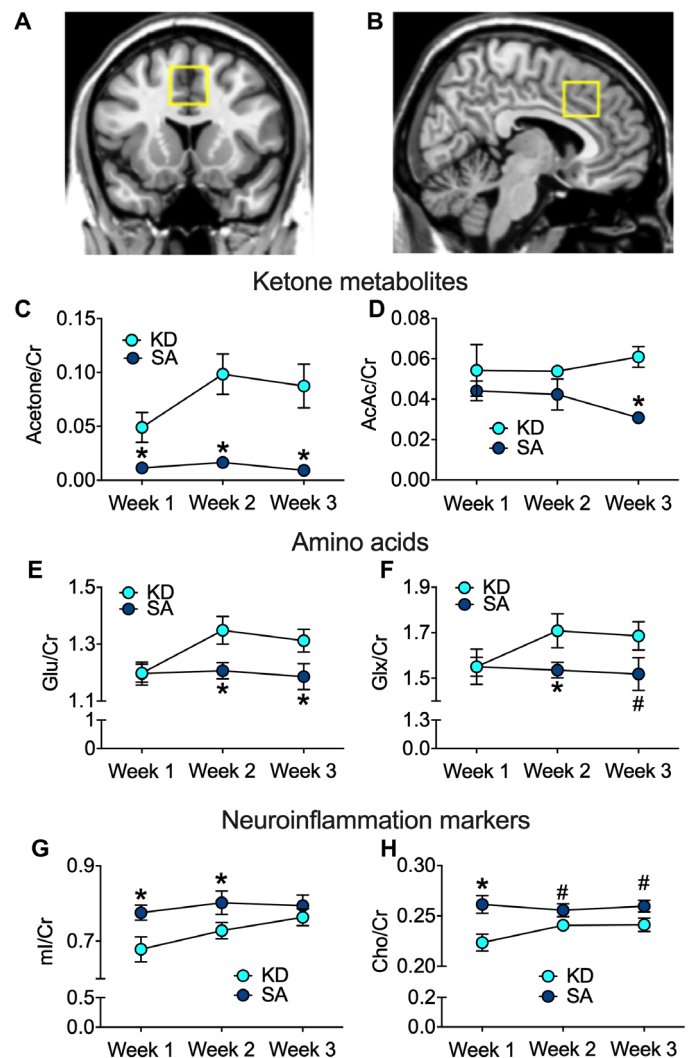 A B
Ketone metabolites
C D
0.15 0.08
KD
SA
0.10 0.06
Acetone/Cr AcAc/Cr
0.04
0.05 KD
* * * *
0.02 SA
0.00 0.00
Week 1 Week 2 Week 3 Week 1 Week 2 Week 3
Amino acids
E F
1.5 KD 1.9 KD
SA SA
1.3 1.7
Glu/Cr Glx/Cr
1.1 1.5
* * * #
1 1.3
0 0.0
Week 1 Week 2 Week 3 Week 1 Week 2 Week 3
Neuroinflammation markers
G H
0.9 0.30
* * * # #
mI/Cr Cho/Cr
0.25
0.7
KD 0.20 KD
SA SA
0.5 0.2
0.0 0.0
Week 1 Week 2 Week 3 Week 1 Week 2 Week 3